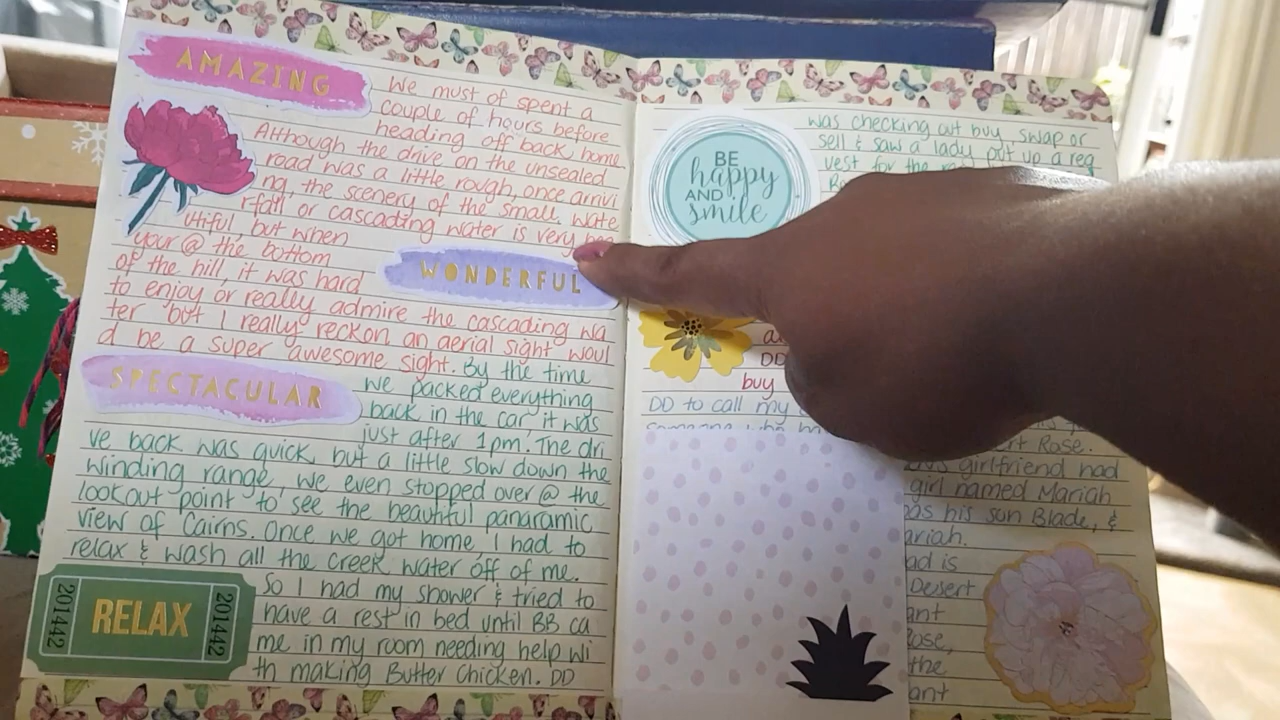 AMAZING
We must of spent a
couple of hours before
heading off back home
Although the drive on the unsealed
road was a little rough, once arrivi
ng, the scenery of the small wate
rfall or cascading water is very
utiful, but when
your @ the bottom
WONDERFUL
of the hill, it was hard
to enjoy or really admire the cascading wa
ter but I really reckon an aerial sight woul
d be a super awesome sight. By the time
SPECTACULAR
we packed everything
back in the car it was
just after 1pm. The dri
ve back was quick, but a little slow down the
winding range, we even stopped over @ the
lookout point to see the beautiful panaramic
view of Cairns. Once we got home, I had to
relax & wash all the creek water off of me.
201442
RELAX
201442
So I had my shower & tried to
have a rest in bed until BB ca
me in my room needing help wi
th making Butter Chicken. DD
BE
happy
AND
smile
was checking out buy swap or
sell & saw a lady put up a reg
vest for the
DD
buy
DD to call my
someone who
Rose.
girlfriend had
girl named Mariah
has his son Blade, &
ariah.
ad is
Desert
ant
Rose,
the
ant